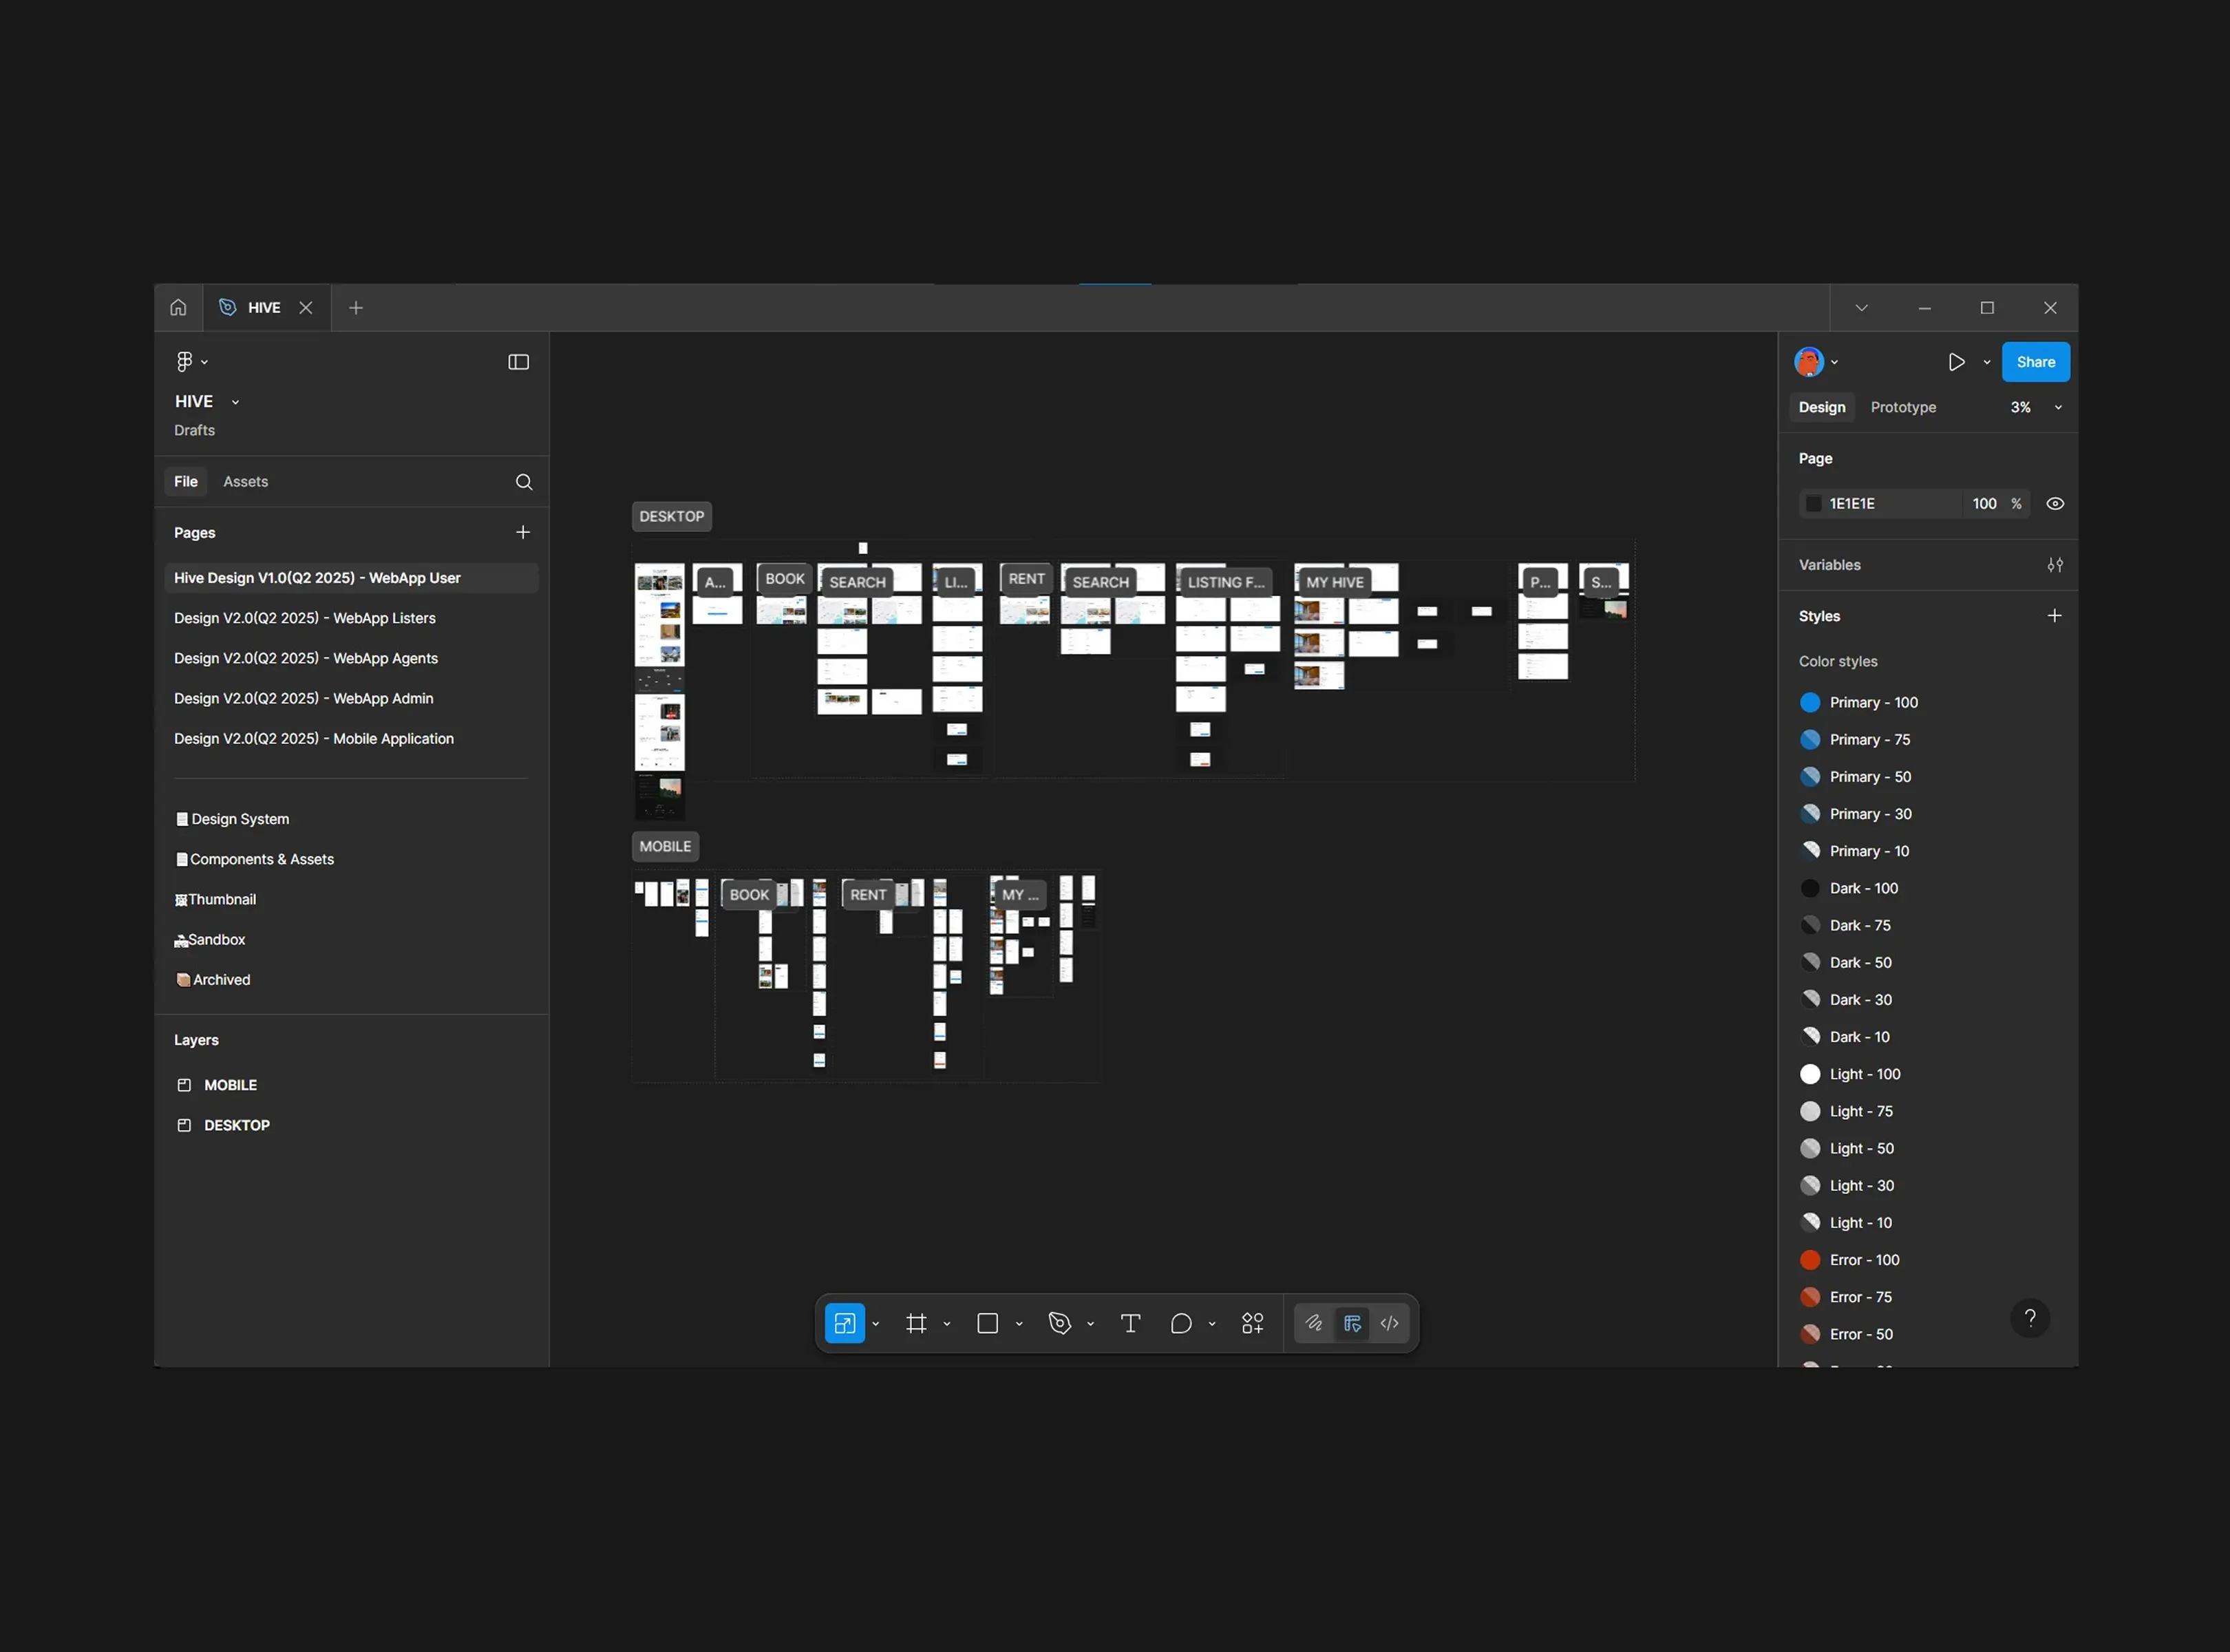 HIVE
HIVE
Drafts
File Assets
Pages
Hive Design V1.0(Q2 2025) - WebApp User
Design V2.0(Q2 2025) - WebApp Listers
Design V2.0(Q2 2025) - WebApp Agents
Design V2.0(Q2 2025) - WebApp Admin
Design V2.0(Q2 2025) - Mobile Application
Design System
Components & Assets
Thumbnail
Sandbox
Archived
Layers
MOBILE
DESKTOP
DESKTOP
A...
BOOK
SEARCH
LI...
RENT
SEARCH
LISTING F...
MY HIVE
P...
S...
MOBILE
BOOK
RENT
MY ...
Share
Design Prototype 3%
Page
1E1E1E 100 %
Variables
Styles
Color styles
Primary - 100
Primary - 75
Primary - 50
Primary - 30
Primary - 10
Dark - 100
Dark - 75
Dark - 50
Dark - 30
Dark - 10
Light - 100
Light - 75
Light - 50
Light - 30
Light - 10
Error - 100
Error - 75
Error - 50
?